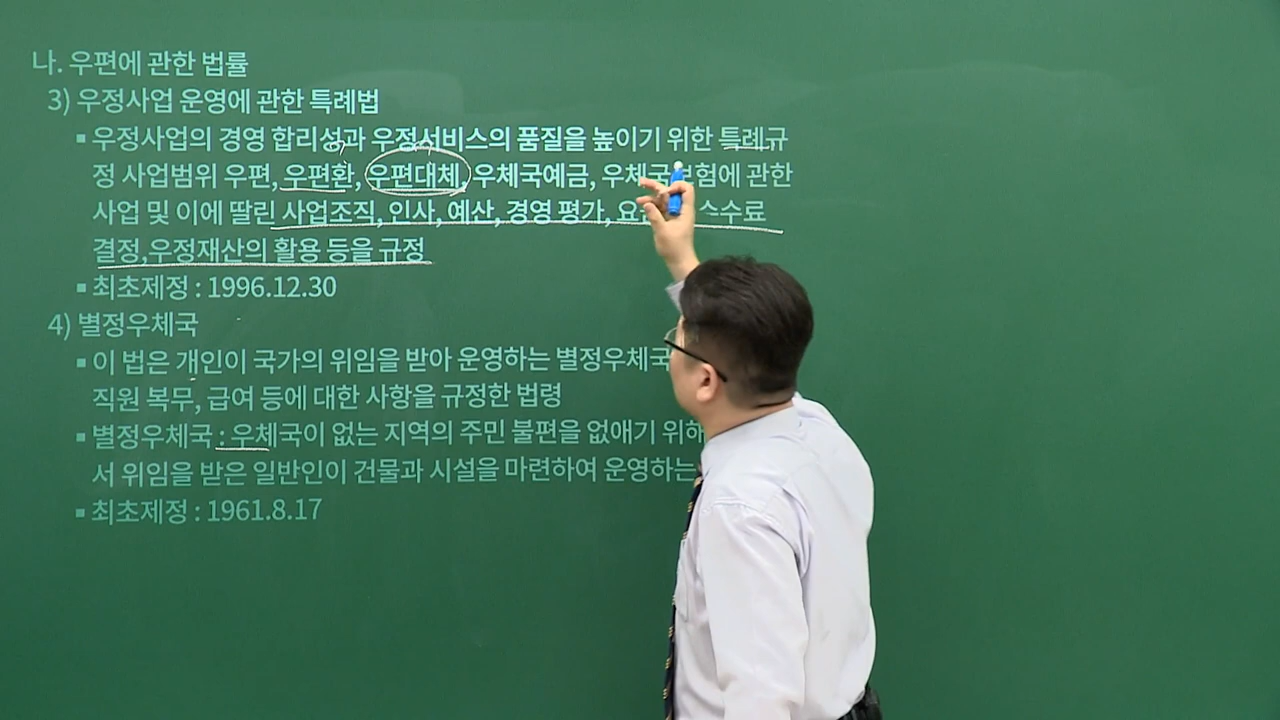 나. 우편에 관한 법률
3) 우정사업 운영에 관한 특례법
▪ 우정사업의 경영 합리성과 우정서비스의 품질을 높이기 위한 특례규
정 사업범위 우편, 우편환, 우편대체, 우체국예금, 우체국보험에 관한
사업 및 이에 딸린 사업조직, 인사, 예산, 경영 평가, 수수료
결정,우정재산의 활용 등을 규정
▪ 최초제정 : 1996.12.30
4) 별정우체국
▪ 이 법은 개인이 국가의 위임을 받아 운영하는 별정우체국
직원 복무, 급여 등에 대한 사항을 규정한 법령
▪ 별정우체국 : 우체국이 없는 지역의 주민 불편을 없애기 위해
서 위임을 받은 일반인이 건물과 시설을 마련하여 운영하는
▪ 최초제정 : 1961.8.17